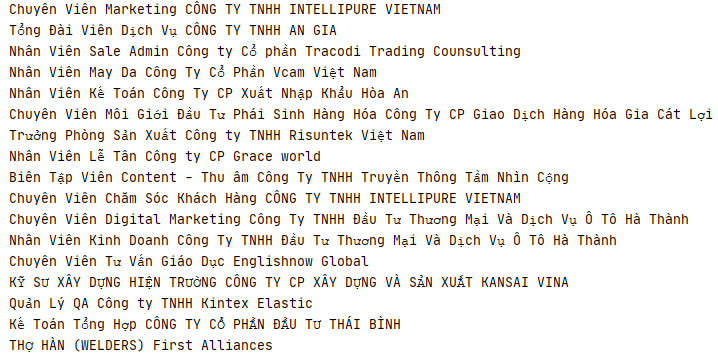 Chuyên Viên Marketing CÔNG TY TNHH INTELLIPURE VIETNAM
Tổng Đài Viên Dịch Vụ CÔNG TY TNHH AN GIA
Nhân Viên Sale Admin Công ty Cổ phần Tracodi Trading Counsulting
Nhân Viên May Da Công Ty Cổ Phần Vcam Việt Nam
Nhân Viên Kế Toán Công Ty CP Xuất Nhập Khẩu Hòa An
Chuyên Viên Môi Giới Đầu Tư Phái Sinh Hàng Hóa Công Ty CP Giao Dịch Hàng Hóa Gia Cát Lợi
Trưởng Phòng Sản Xuất Công ty TNHH Risuntek Việt Nam
Nhân Viên Lễ Tân Công ty CP Grace world
Biên Tập Viên Content - Thu âm Công Ty TNHH Truyền Thông Tầm Nhìn Cộng
Chuyên Viên Chăm Sóc Khách Hàng CÔNG TY TNHH INTELLIPURE VIETNAM
Chuyên Viên Digital Marketing Công Ty TNHH Đầu Tư Thương Mại Và Dịch Vụ Ô Tô Hà Thành
Nhân Viên Kinh Doanh Công Ty TNHH Đầu Tư Thương Mại Và Dịch Vụ Ô Tô Hà Thành
Chuyên Viên Tư Vấn Giáo Dục Englishnow Global
KỸ SƯ XÂY DỰNG HIỆN TRƯỜNG CÔNG TY CP XÂY DỰNG VÀ SẢN XUẤT KANSAI VINA
Quản Lý QA Công ty TNHH Kintex Elastic
Kế Toán Tổng Hợp CÔNG TY CỔ PHẦN ĐẦU TƯ THÁI BÌNH
THỢ HÀN (WELDERS) First Alliances